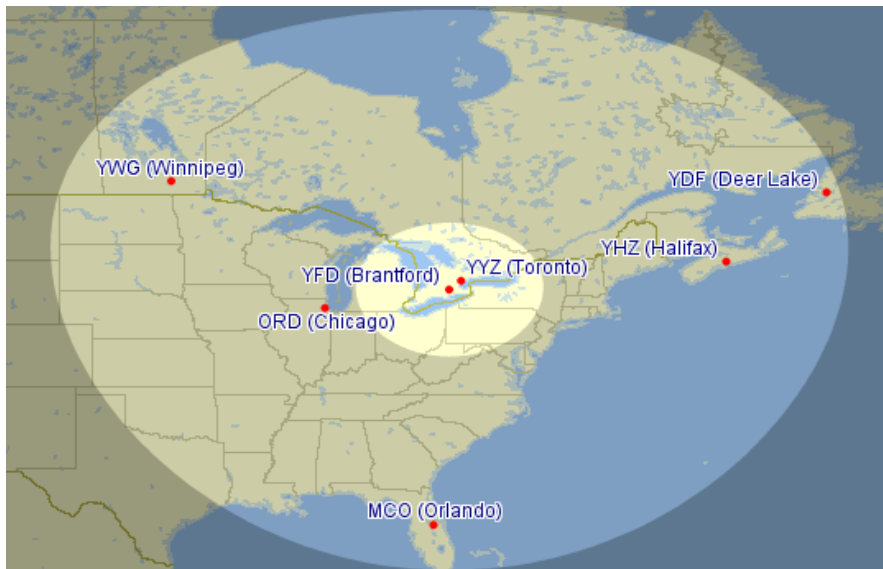 YWG (Winnipeg)
YDF (Deer Lake)
YHZ (Halifax)
YYZ (Toronto)
YFD (Brantford)
ORD (Chicago)
MCO (Orlando)